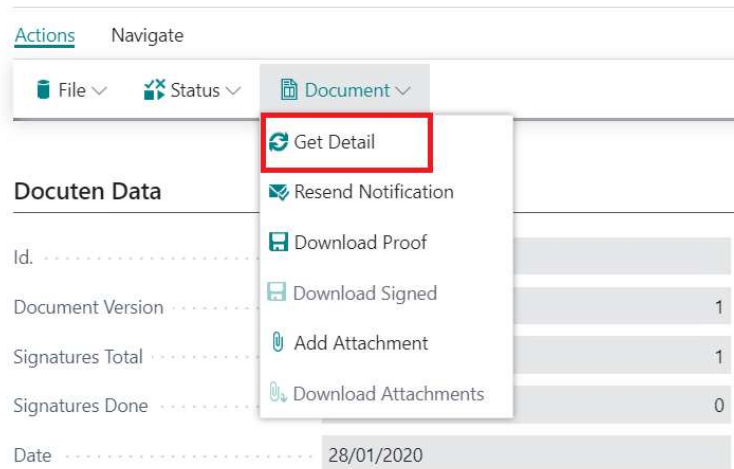 Actions Navigate
File Status Document
Get Detail
Docuten Data
Resend Notification
Download Proof
Id.
Download Signed
Document Version 1
Add Attachment
Signatures Total 1
Download Attachments
Signatures Done 0
Date 28/01/2020